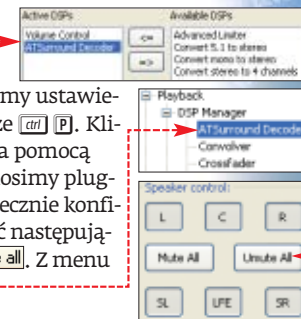 Active DSPs
Available DSPs
Volume Control
ATSurround Decoder
<=
=>
Advanced Limiter
Convert 5.1 to stereo
Convert mono to stereo
Convert stereo to 4 channels
my ustawie-
ze ctrl P. Kli-
a pomocą
osimy plug-
ecznie konfi-
ć następują-
all. Z menu
Playback
DSP Manager
ATSurround Decode
Convolver
Crossfader
Speaker control:
L
C
R
Mute All
Unmute All
SL
LFE
SR